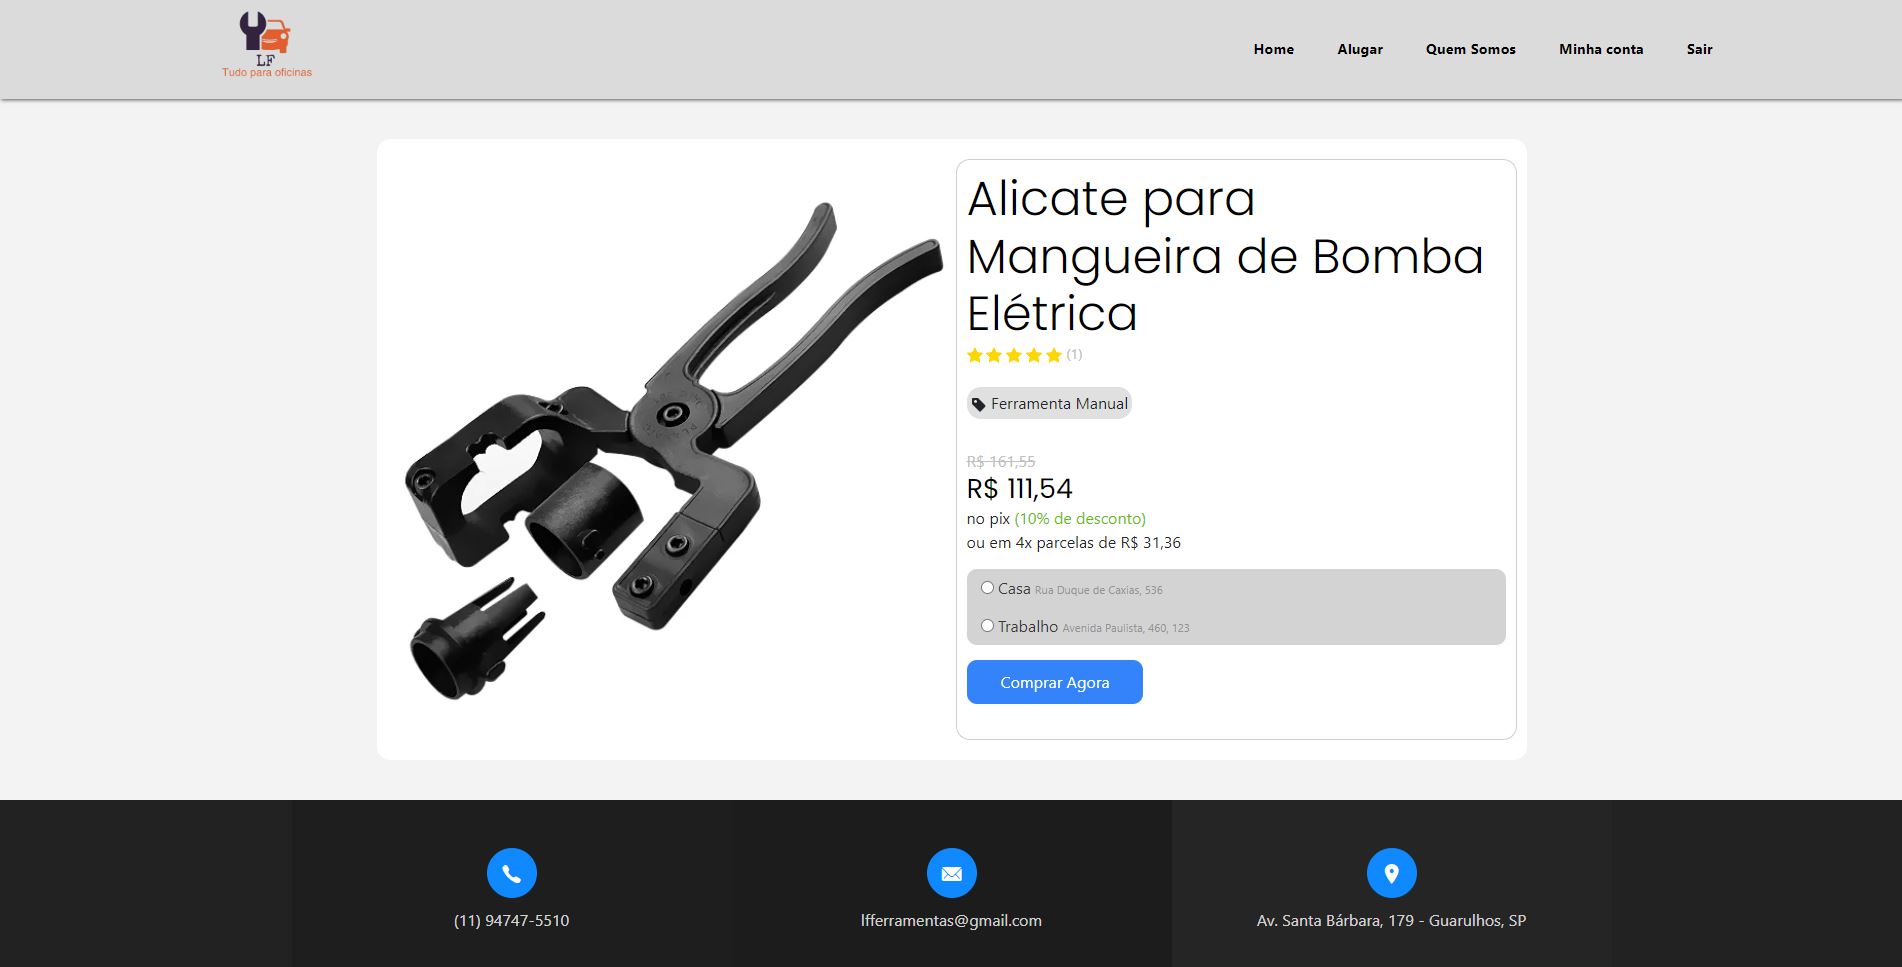 LF
Tudo para oficinas
Home
Alugar
Quem Somos
Minha conta
Sair
Alicate para
Mangueira de Bomba
Elétrica
(1)
Ferramenta Manual
R$ 161,55
R$ 111,54
no pix (10% de desconto)
ou em 4x parcelas de R$ 31,36
Casa Rua Duque de Caxias, 536
Trabalho Avenida Paulista, 460, 123
Comprar Agora
(11) 94747-5510
lfferramentas@gmail.com
Av. Santa Bárbara, 179 - Guarulhos, SP